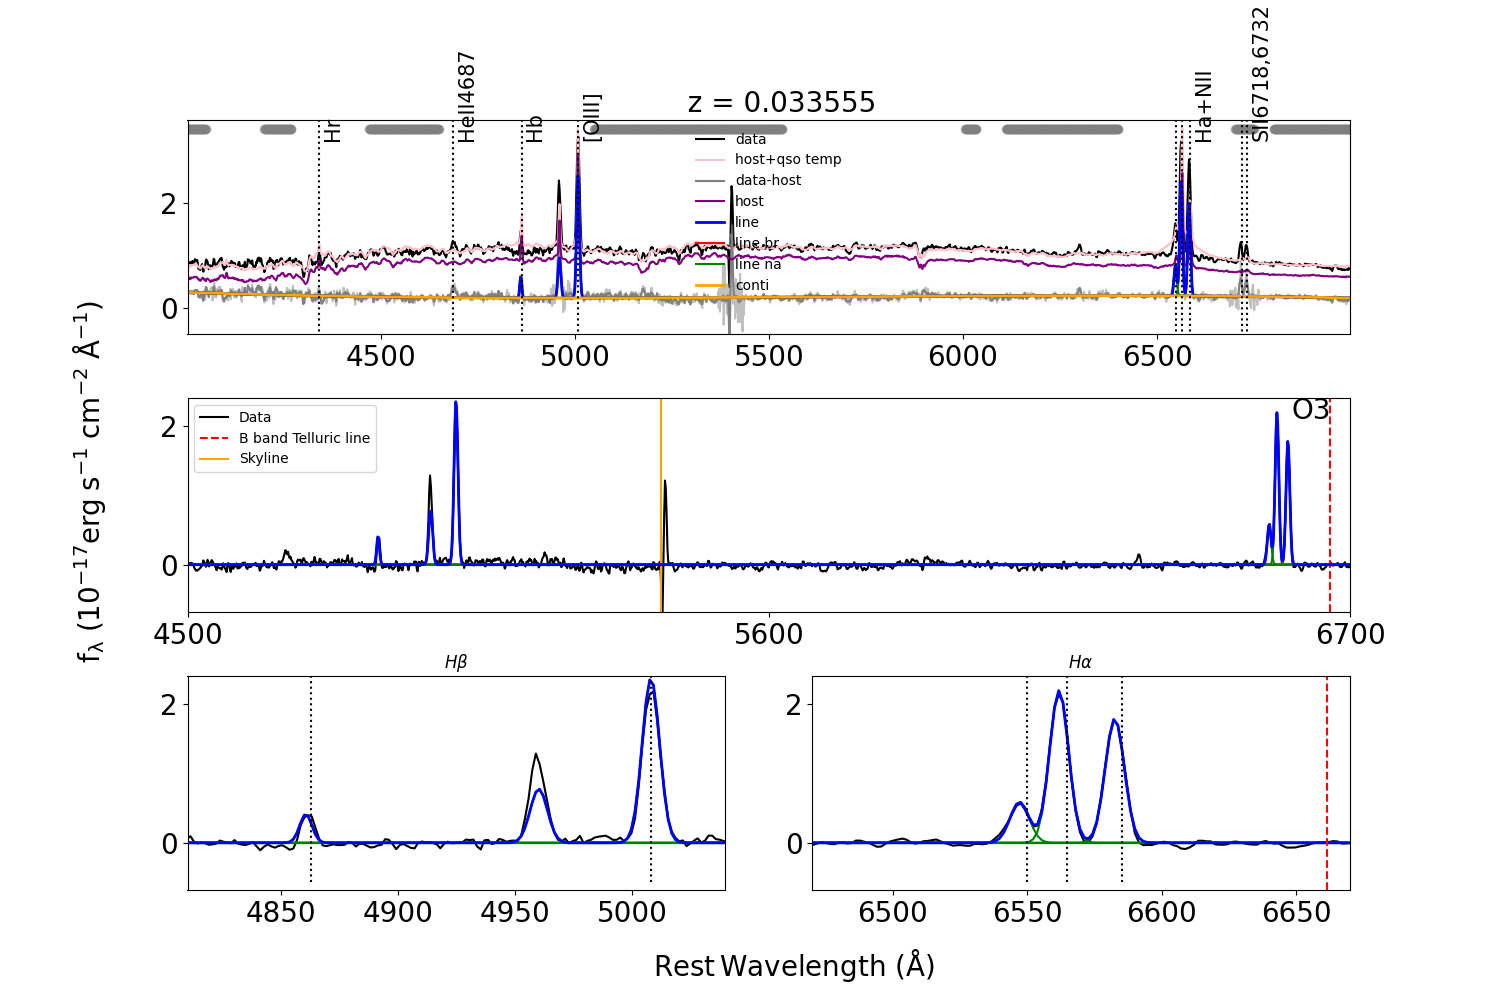 z = 0.033555
Hr
HeII4687
Hb
[OIII]
Ha+NII
SII6718,6732
data
host+qso temp
data-host
host
line
line br
line na
conti
2
0
4500 5000 5500 6000 6500
Data
B band Telluric line
Skyline
O3
2
0
4500 5600 6700
fλ (10⁻¹⁷erg s⁻¹ cm⁻² Å⁻¹)
Hβ
2
0
4850 4900 4950 5000
Hα
2
0
6500 6550 6600 6650
Rest Wavelength (Å)